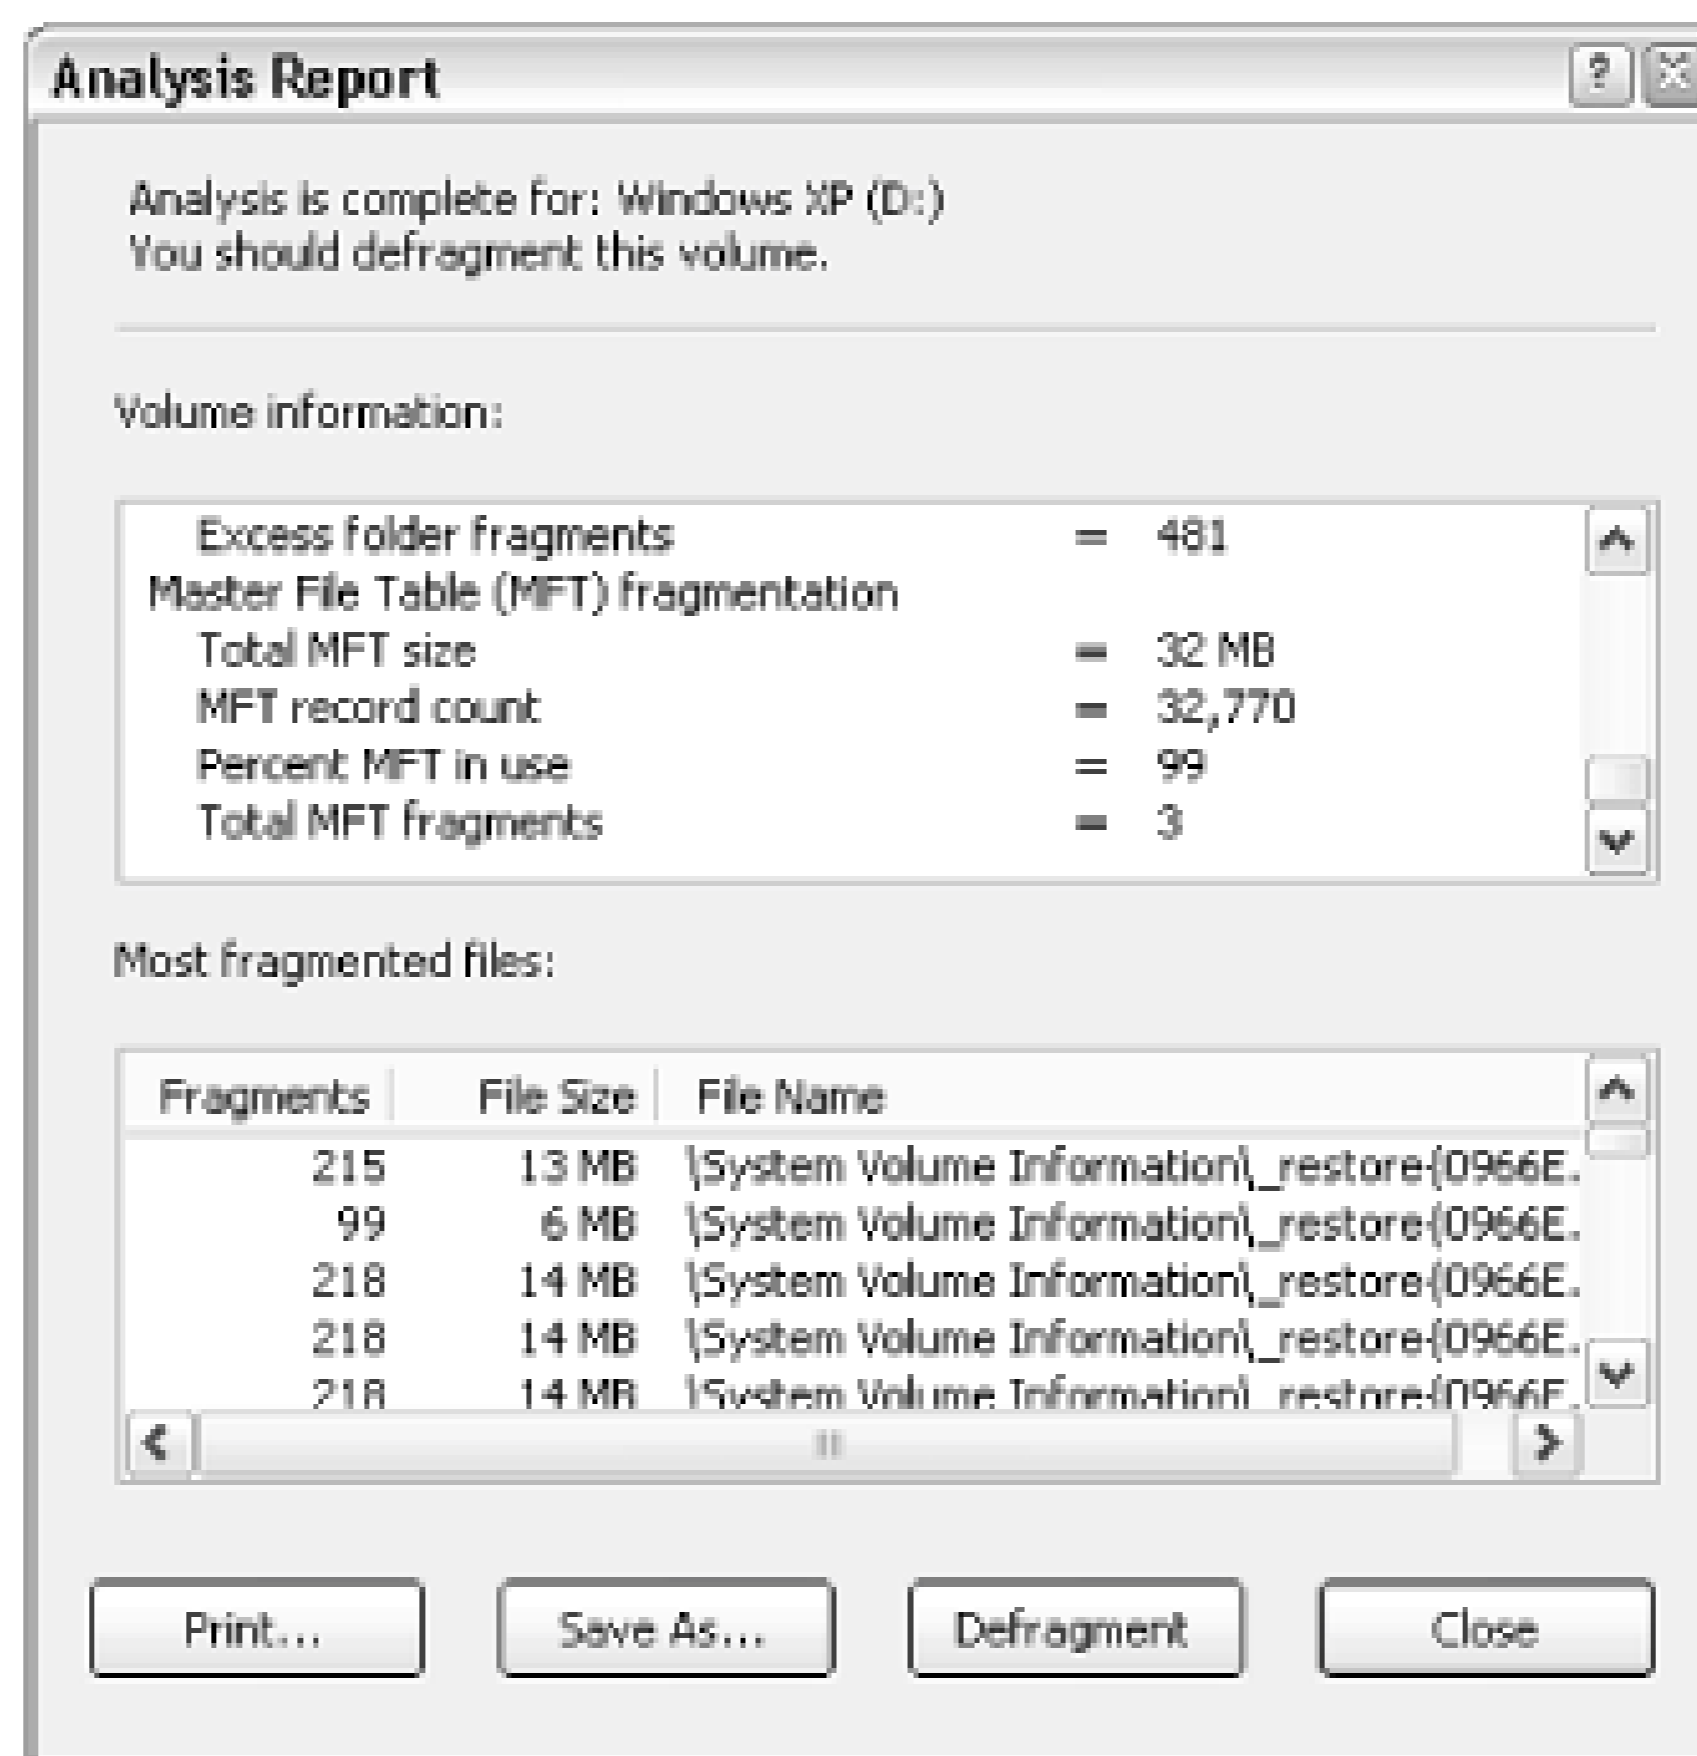 Analysis Report
Analysis is complete for: Windows XP (D:)
You should defragment this volume.
Volume information:
Excess folder fragments = 481
Master File Table (MFT) fragmentation
Total MFT size = 32 MB
MFT record count = 32,770
Percent MFT in use = 99
Total MFT fragments = 3
Most fragmented files:
Fragments File Size File Name
215 13 MB \System Volume Information\_restore{0966E.
99 6 MB \System Volume Information\_restore{0966E.
218 14 MB \System Volume Information\_restore{0966E.
218 14 MB \System Volume Information\_restore{0966E.
218 14 MB \System Volume Information\_restore{0966E.
Print... Save As... Defragment Close